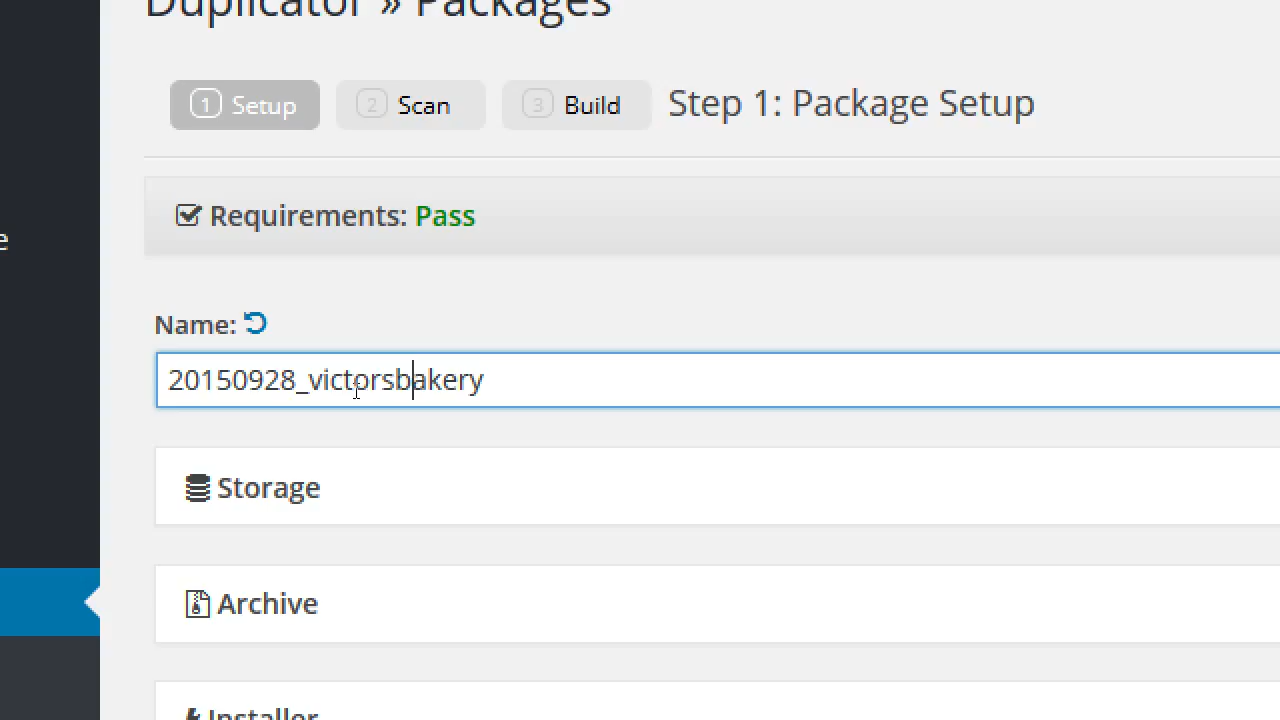 Duplicator » Packages
1 Setup 2 Scan 3 Build Step 1: Package Setup
Requirements: Pass
e
Name:
20150928_victorsbakery
Storage
Archive
Installer